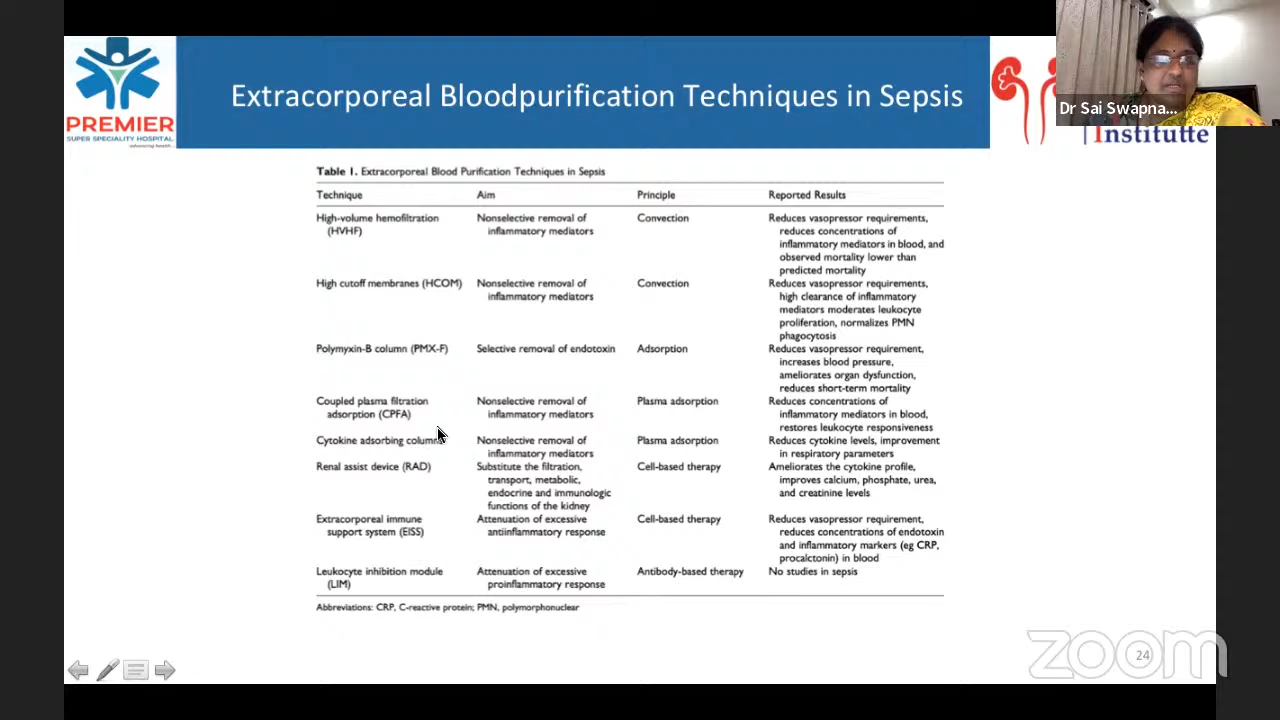 Extracorporeal Bloodpurification Techniques in Sepsis
PREMIER
SUPER SPECIALITY HOSPITAL
advancing health...
Dr Sai Swapna...
Institutte
Table 1. Extracorporeal Blood Purification Techniques in Sepsis
Technique Aim Principle Reported Results
High-volume hemofiltration Nonselective removal of Convection Reduces vasopressor requirements,
(HVHF) inflammatory mediators reduces concentrations of
inflammatory mediators in blood, and
observed mortality lower than
predicted mortality
High cutoff membranes (HCOM) Nonselective removal of Convection Reduces vasopressor requirements,
inflammatory mediators high clearance of inflammatory
mediators moderates leukocyte
proliferation, normalizes PMN
phagocytosis
Polymyxin-B column (PMX-F) Selective removal of endotoxin Adsorption Reduces vasopressor requirement,
increases blood pressure,
ameliorates organ dysfunction,
reduces short-term mortality
Coupled plasma filtration Nonselective removal of Plasma adsorption Reduces concentrations of
adsorption (CPFA) inflammatory mediators inflammatory mediators in blood,
restores leukocyte responsiveness
Cytokine adsorbing columns Nonselective removal of Plasma adsorption Reduces cytokine levels, improvement
inflammatory mediators in respiratory parameters
Renal assist device (RAD) Substitute the filtration, Cell-based therapy Ameliorates the cytokine profile,
transport, metabolic, improves calcium, phosphate, urea,
endocrine and immunologic and creatinine levels
functions of the kidney
Extracorporeal immune Attenuation of excessive Cell-based therapy Reduces vasopressor requirement,
support system (EISS) antiinflammatory response reduces concentrations of endotoxin
and inflammatory markers (eg CRP,
procalcitonin) in blood
Leukocyte inhibition module Attenuation of excessive Antibody-based therapy No studies in sepsis
(LIM) proinflammatory response
Abbreviations: CRP, C-reactive protein; PMN, polymorphonuclear
zoom
24